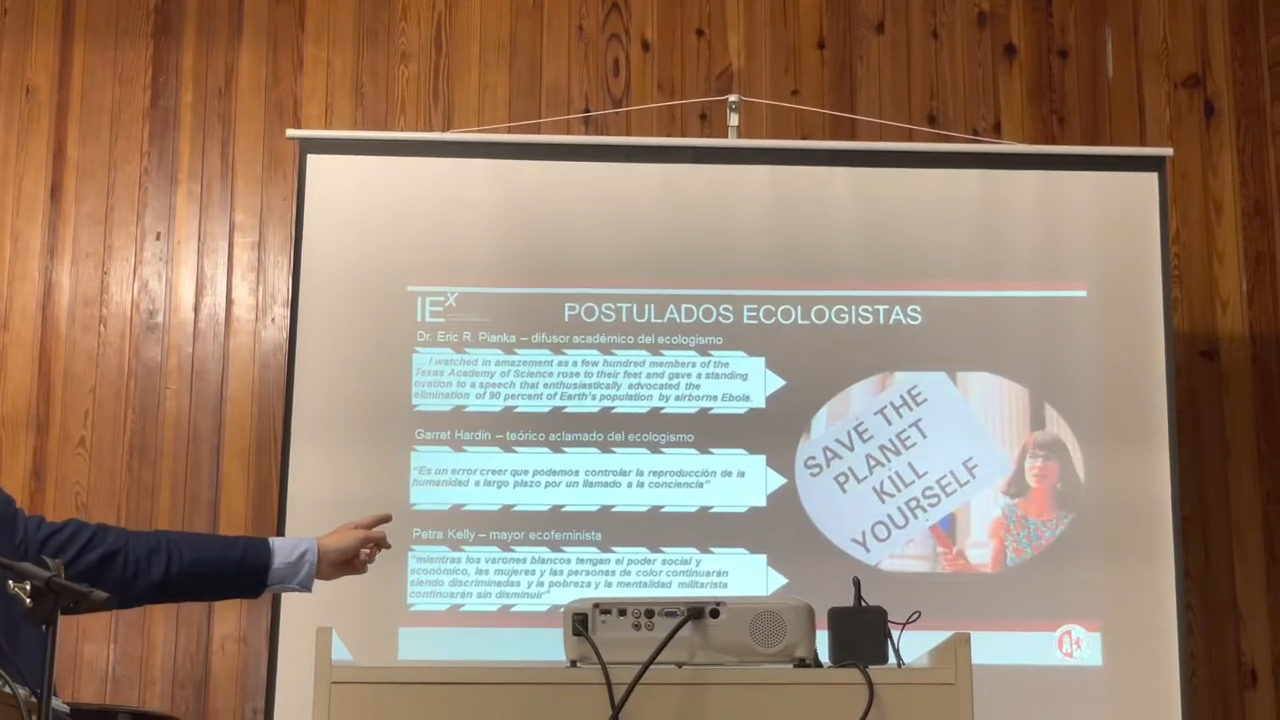 IEx
POSTULADOS ECOLOGISTAS
Dr. Eric R. Pianka – difusor académico del ecologismo
... I watched in amazement as a few hundred members of the
Texas Academy of Science rose to their feet and gave a standing
ovation to a speech that enthusiastically advocated the
elimination of 90 percent of Earth's population by airborne Ebola.
Garret Hardin – teórico aclamado del ecologismo
"Es un error creer que podemos controlar la reproducción de la
humanidad a largo plazo por un llamado a la conciencia"
Petra Kelly – mayor ecofeminista
"mientras los varones blancos tengan el poder social y
económico, las mujeres y las personas de color continuarán
siendo discriminadas y la pobreza y la mentalidad militarista
continuarán sin disminuir"
SAVE THE
PLANET
KILL
YOURSELF